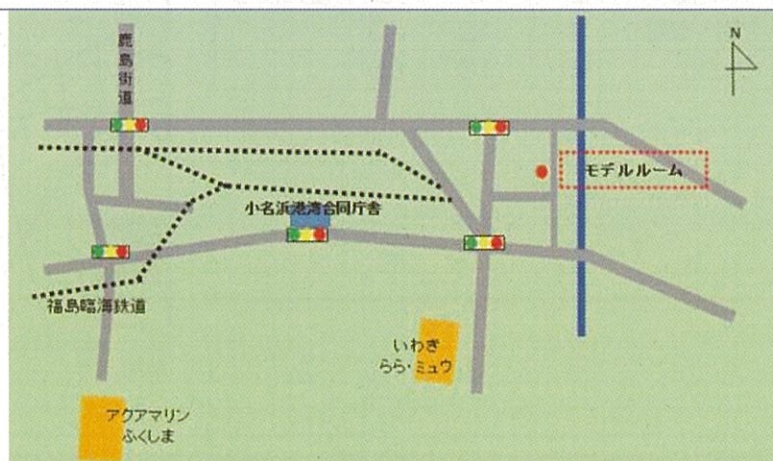 鹿島街道
N
モデルルーム
小名浜港湾合同庁舎
福島臨海鉄道
いわき
らら・ミュウ
アクアマリン
ふくしま